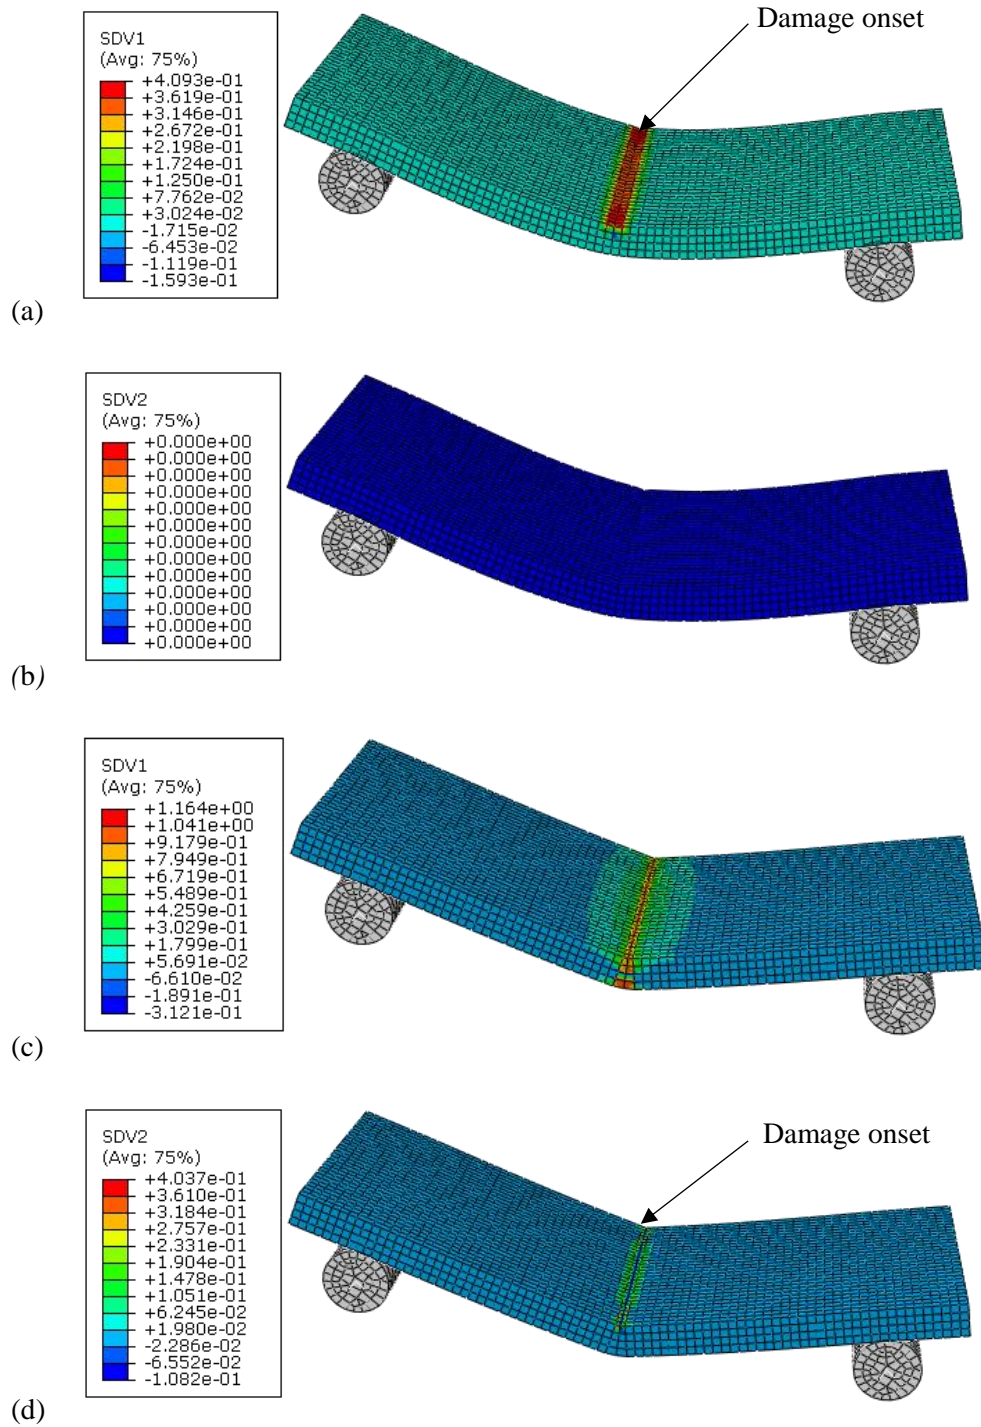 Damage onset
SDV1
(Avg: 75%)
+4.093e-01
+3.619e-01
+3.146e-01
+2.672e-01
+2.198e-01
+1.724e-01
+1.250e-01
+7.762e-02
+3.024e-02
-1.715e-02
-6.453e-02
-1.119e-01
-1.593e-01
(a)
SDV2
(Avg: 75%)
+0.000e+00
+0.000e+00
+0.000e+00
+0.000e+00
+0.000e+00
+0.000e+00
+0.000e+00
+0.000e+00
+0.000e+00
+0.000e+00
+0.000e+00
+0.000e+00
+0.000e+00
(b)
SDV1
(Avg: 75%)
+1.164e+00
+1.041e+00
+9.179e-01
+7.949e-01
+6.719e-01
+5.489e-01
+4.259e-01
+3.029e-01
+1.799e-01
+5.691e-02
-6.610e-02
-1.891e-01
-3.121e-01
(c)
Damage onset
SDV2
(Avg: 75%)
+4.037e-01
+3.610e-01
+3.184e-01
+2.757e-01
+2.331e-01
+1.904e-01
+1.478e-01
+1.051e-01
+6.245e-02
+1.980e-02
-2.286e-02
-6.552e-02
-1.082e-01
(d)